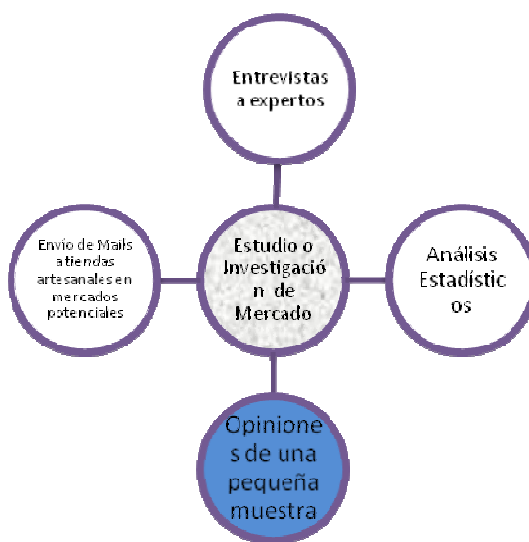 Entrevistas
a expertos
Envío de Mails
a tiendas
artesanales en
mercados
potenciales
Estudio o
Investigació
n de
Mercado
Análisis
Estadístic
os
Opinione
s de una
pequeña
muestra